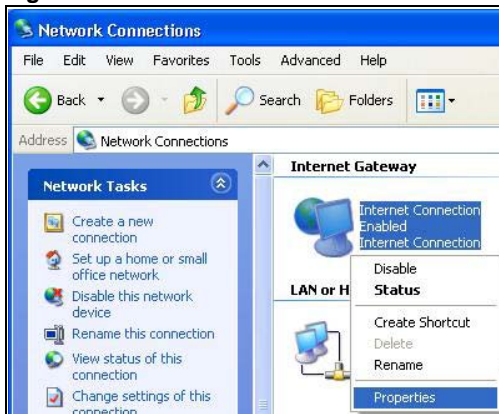 Network Connections
File Edit View Favorites Tools Advanced Help
Back Search Folders
Address Network Connections
Network Tasks
Create a new
connection
Set up a home or small
office network
Disable this network
device
Rename this connection
View status of this
connection
Change settings of this
connection
Internet Gateway
Internet Connection
Enabled
Internet Connection
LAN or H
Disable
Status
Create Shortcut
Delete
Rename
Properties